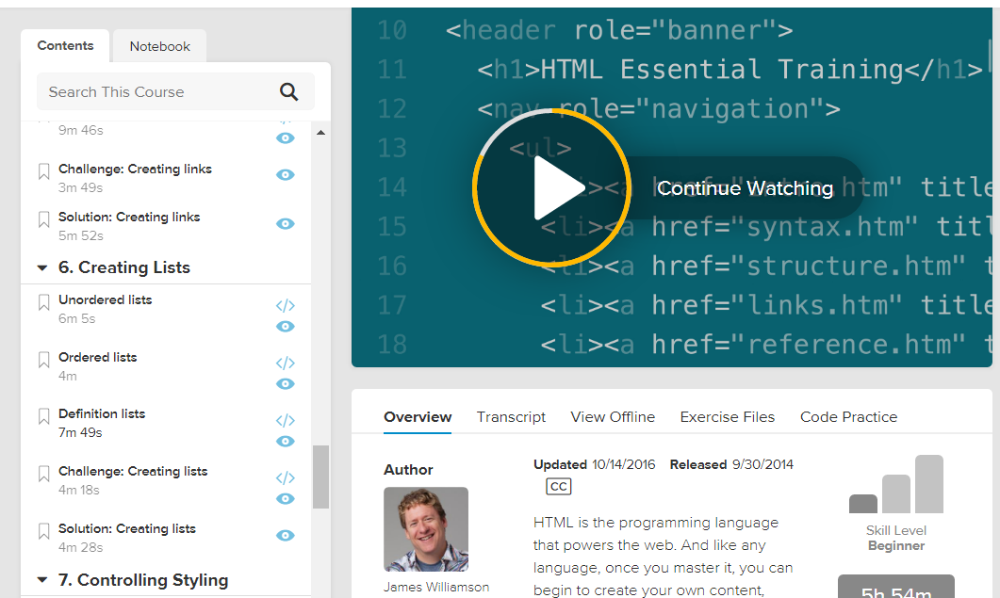 Contents
Notebook
Search This Course
9m 46s
Challenge: Creating links
3m 49s
Solution: Creating links
5m 52s
6. Creating Lists
Unordered lists
6m 5s
</>
Ordered lists
4m
</>
Definition lists
7m 49s
</>
Challenge: Creating lists
4m 18s
</>
Solution: Creating lists
4m 28s
7. Controlling Styling
10 <header role="banner">
11 <h1>HTML Essential Training</h1>
12 <nav role="navigation">
13 <ul>
14 title
Continue Watching
15 <li><a href="syntax.htm" titl
16 <li><a href="structure.htm" t
17 <li><a href="links.htm" title
18 <li><a href="reference.htm" t
Overview Transcript View Offline Exercise Files Code Practice
Author
James Williamson
Updated 10/14/2016 Released 9/30/2014
CC
HTML is the programming language
that powers the web. And like any
language, once you master it, you can
begin to create your own content,
Skill Level
Beginner
5h 54m